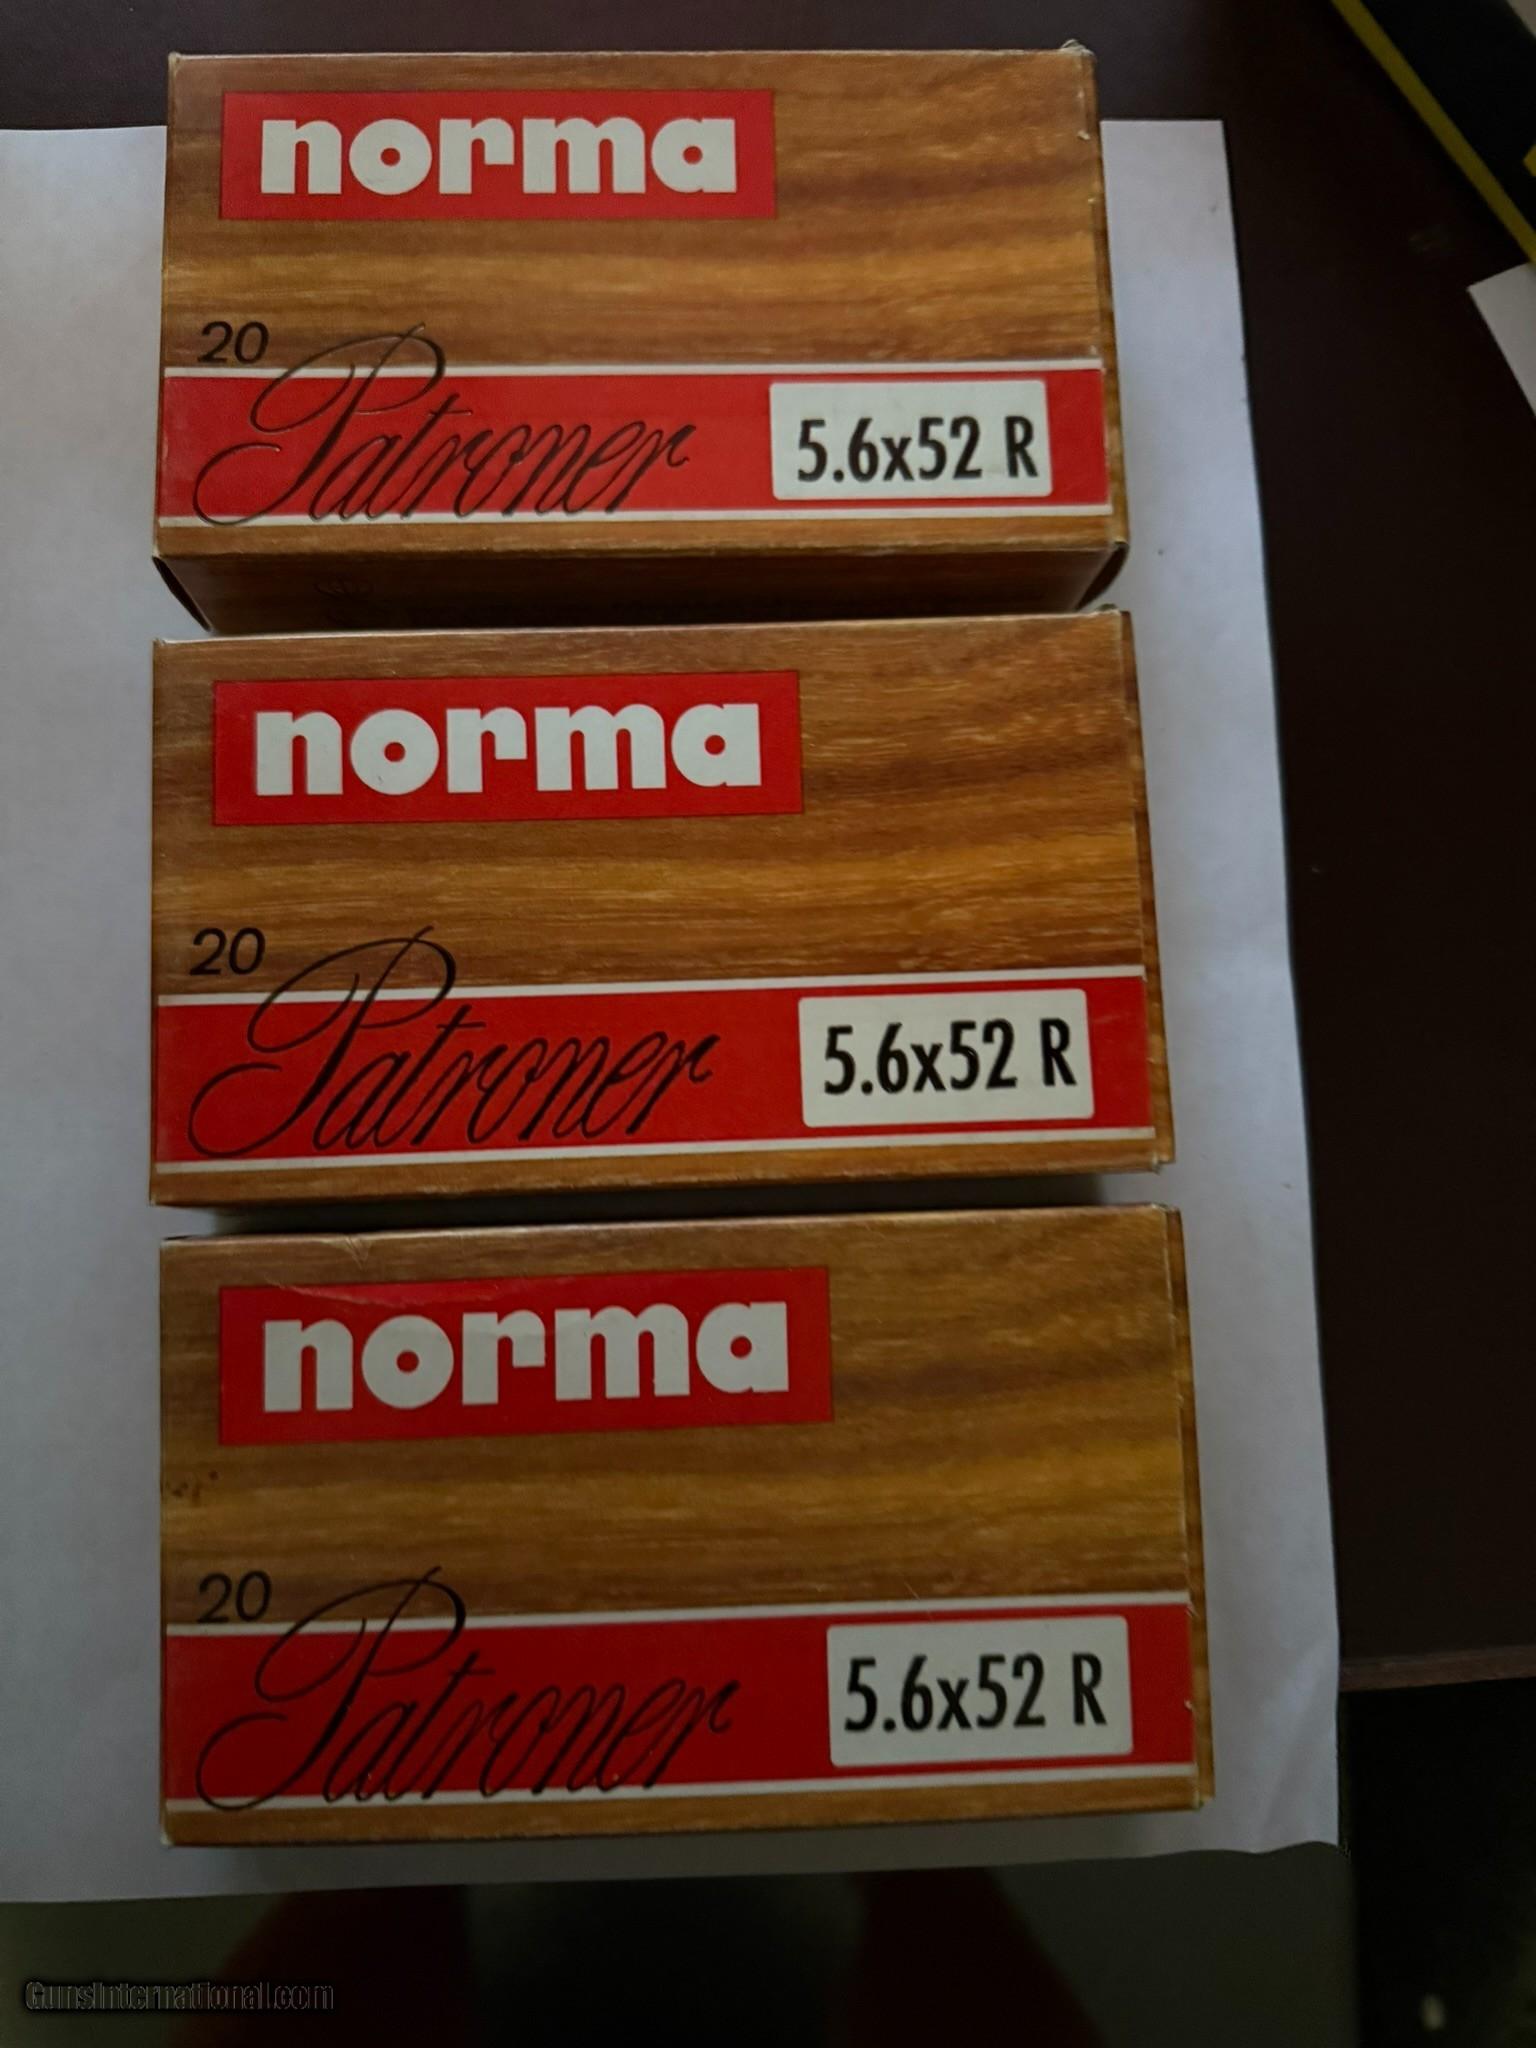 norma
20
Patroner
5.6x52 R
norma
20
Patroner
5.6x52 R
norma
20
Patroner
5.6x52 R
GunsInternational.com